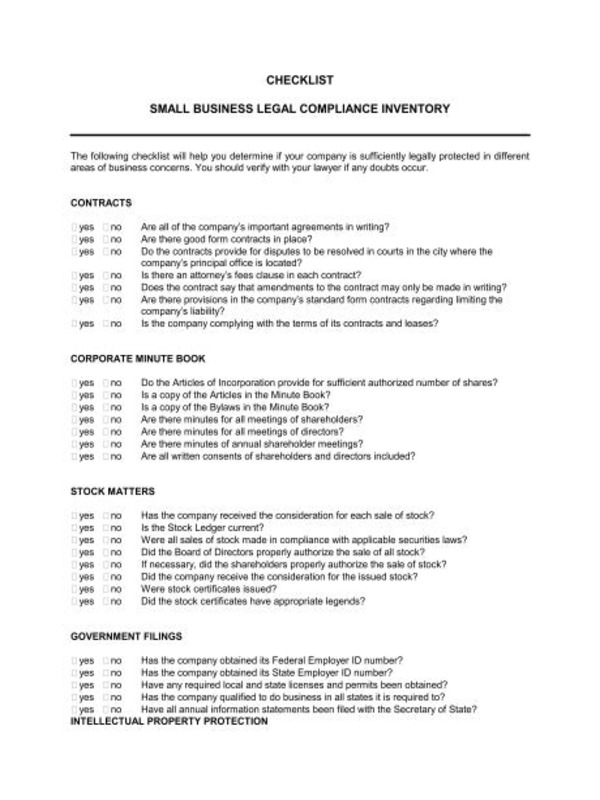 CHECKLIST
SMALL BUSINESS LEGAL COMPLIANCE INVENTORY
The following checklist will help you determine if your company is sufficiently legally protected in different
areas of business concerns. You should verify with your lawyer if any doubts occur.
CONTRACTS
yes no Are all of the company's important agreements in writing?
yes no Are there good form contracts in place?
yes no Do the contracts provide for disputes to be resolved in courts in the city where the
company's principal office is located?
yes no Is there an attorney's fees clause in each contract?
yes no Does the contract say that amendments to the contract may only be made in writing?
yes no Are there provisions in the company's standard form contracts regarding limiting the
company's liability?
yes no Is the company complying with the terms of its contracts and leases?
CORPORATE MINUTE BOOK
yes no Do the Articles of Incorporation provide for sufficient authorized number of shares?
yes no Is a copy of the Articles in the Minute Book?
yes no Is a copy of the Bylaws in the Minute Book?
yes no Are there minutes for all meetings of shareholders?
yes no Are there minutes for all meetings of directors?
yes no Are there minutes of annual shareholder meetings?
yes no Are all written consents of shareholders and directors included?
STOCK MATTERS
yes no Has the company received the consideration for each sale of stock?
yes no Is the Stock Ledger current?
yes no Were all sales of stock made in compliance with applicable securities laws?
yes no Did the Board of Directors properly authorize the sale of all stock?
yes no If necessary, did the shareholders properly authorize the sale of stock?
yes no Did the company receive the consideration for the issued stock?
yes no Were stock certificates issued?
yes no Did the stock certificates have appropriate legends?
GOVERNMENT FILINGS
yes no Has the company obtained its Federal Employer ID number?
yes no Has the company obtained its State Employer ID number?
yes no Have any required local and state licenses and permits been obtained?
yes no Has the company qualified to do business in all states it is required to?
yes no Have all annual information statements been filed with the Secretary of State?
INTELLECTUAL PROPERTY PROTECTION